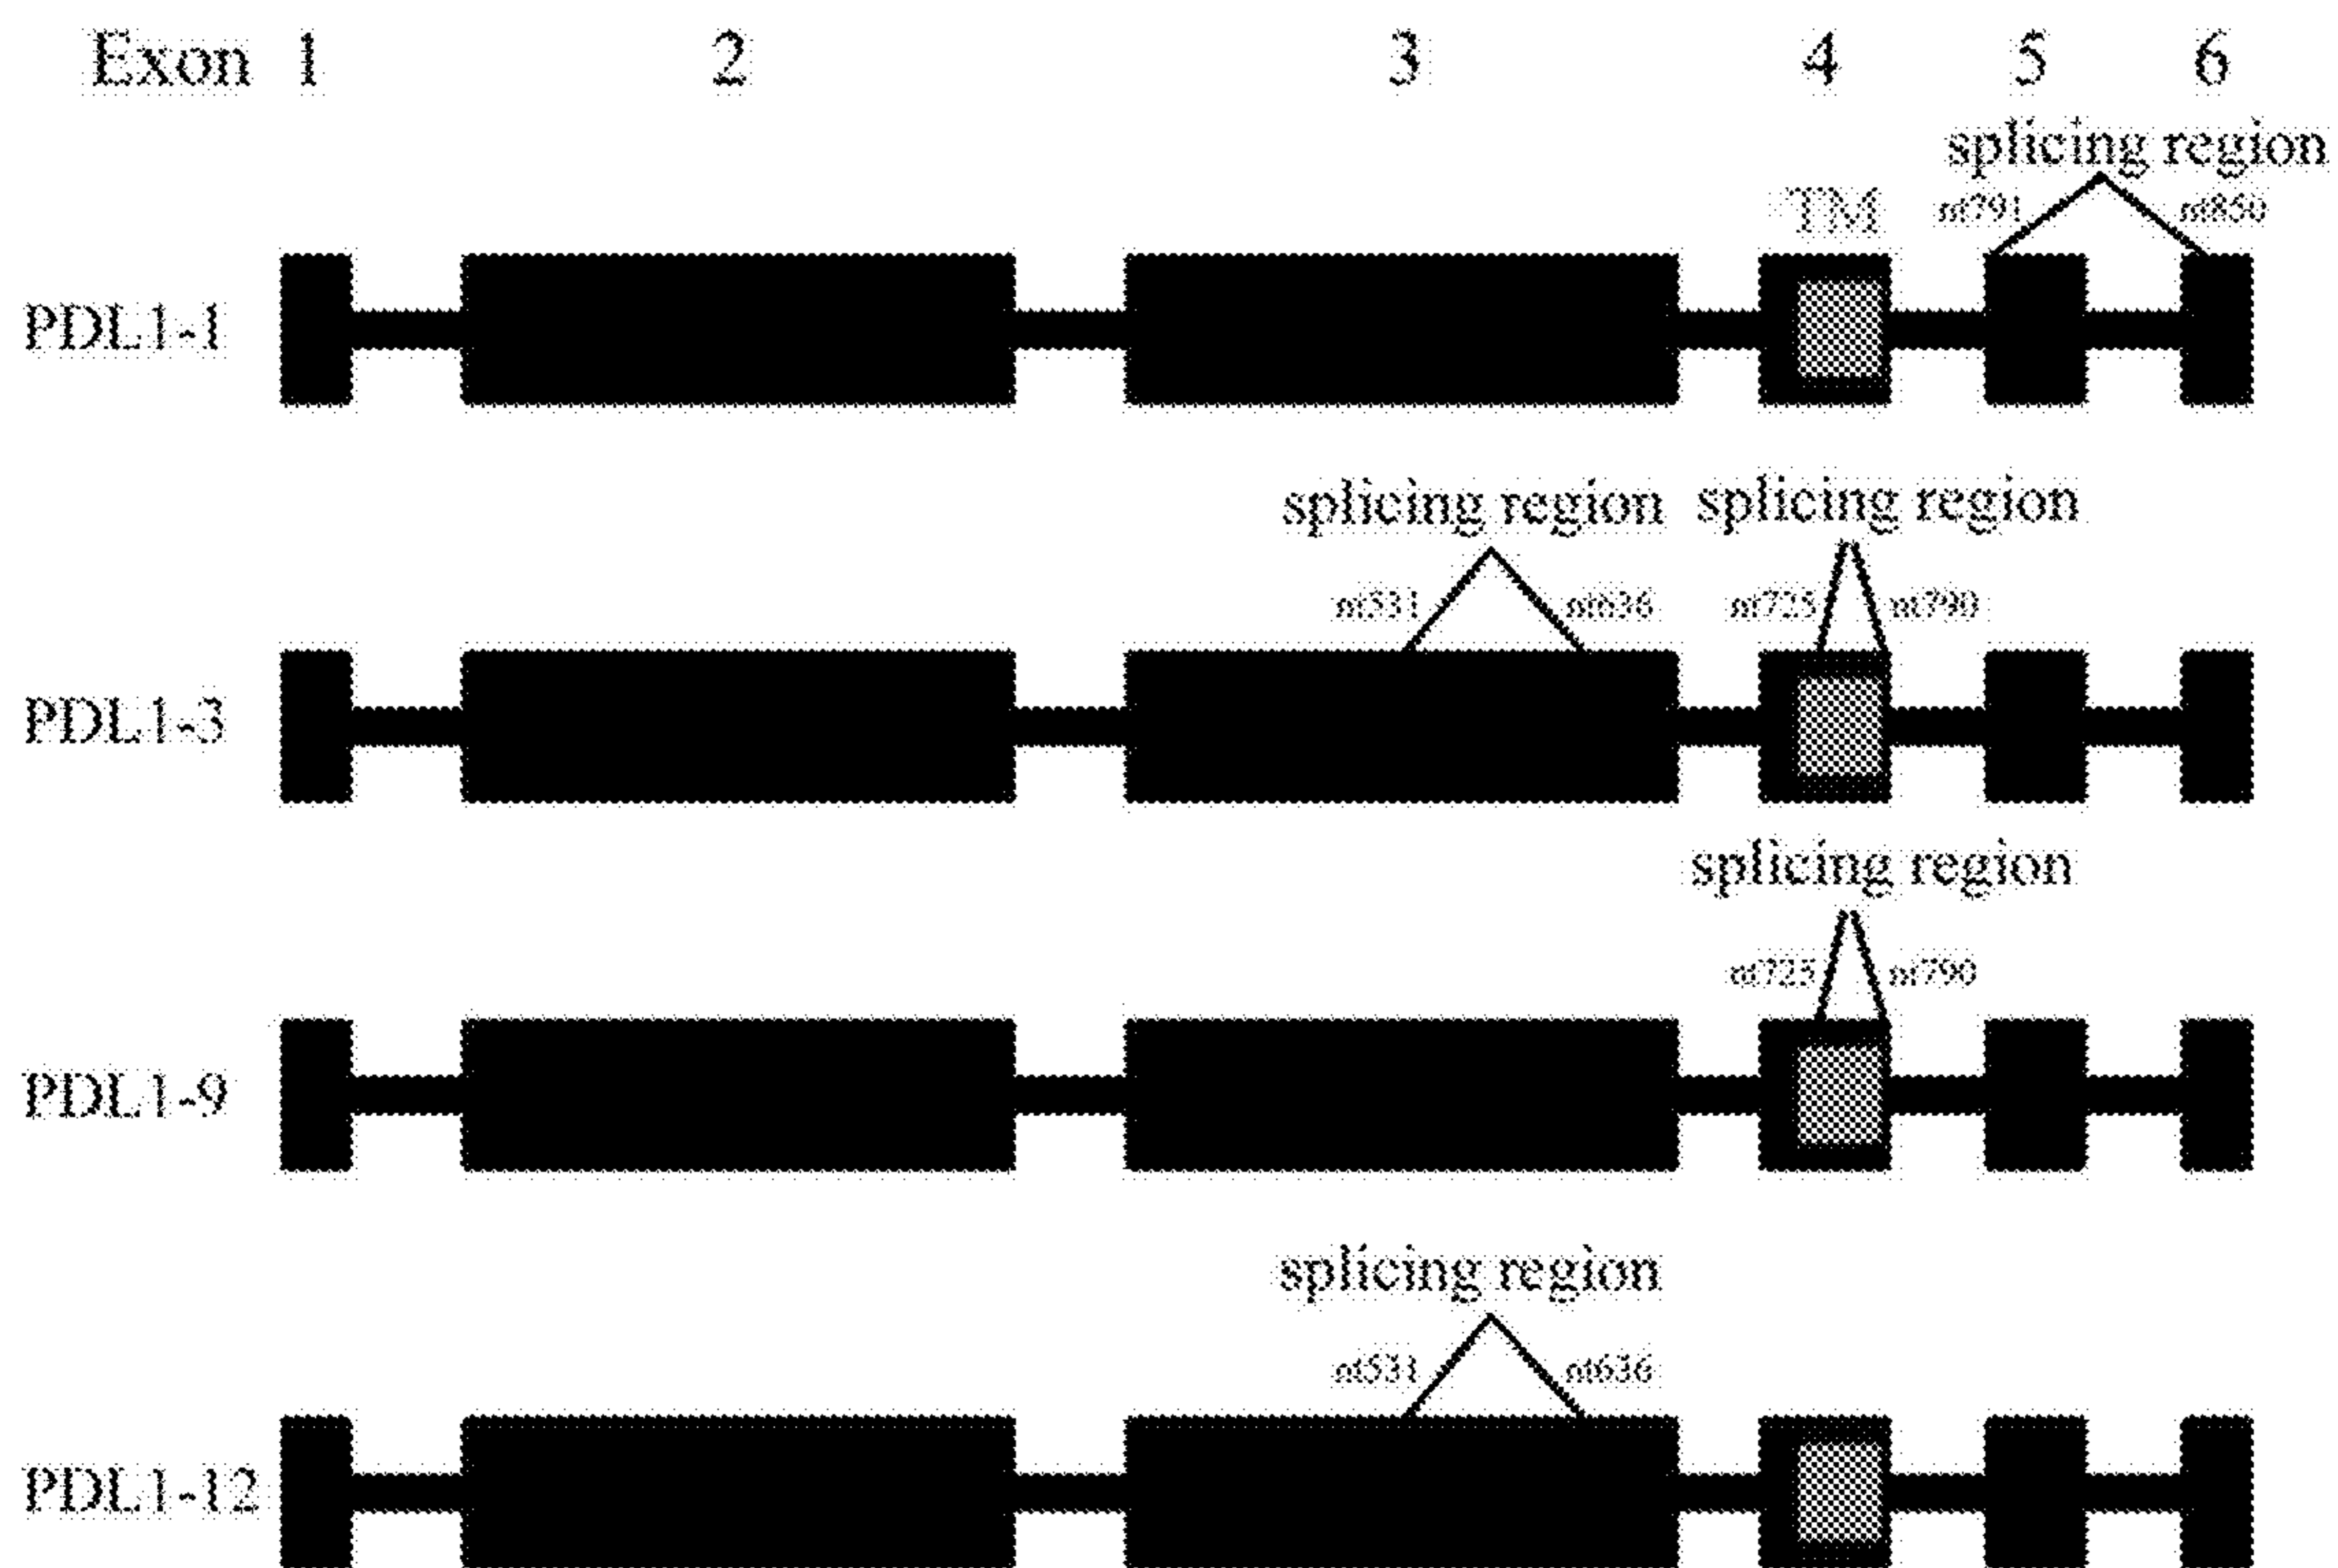 Exon 1 2 3 4 5 6
splicing region
TM nt791 nt850
PDL1-1
splicing region splicing region
nt531 nt636 nt725 nt790
PDL1-3
splicing region
nt725 nt790
PDL1-9
splicing region
nt531 nt636
PDL1-12